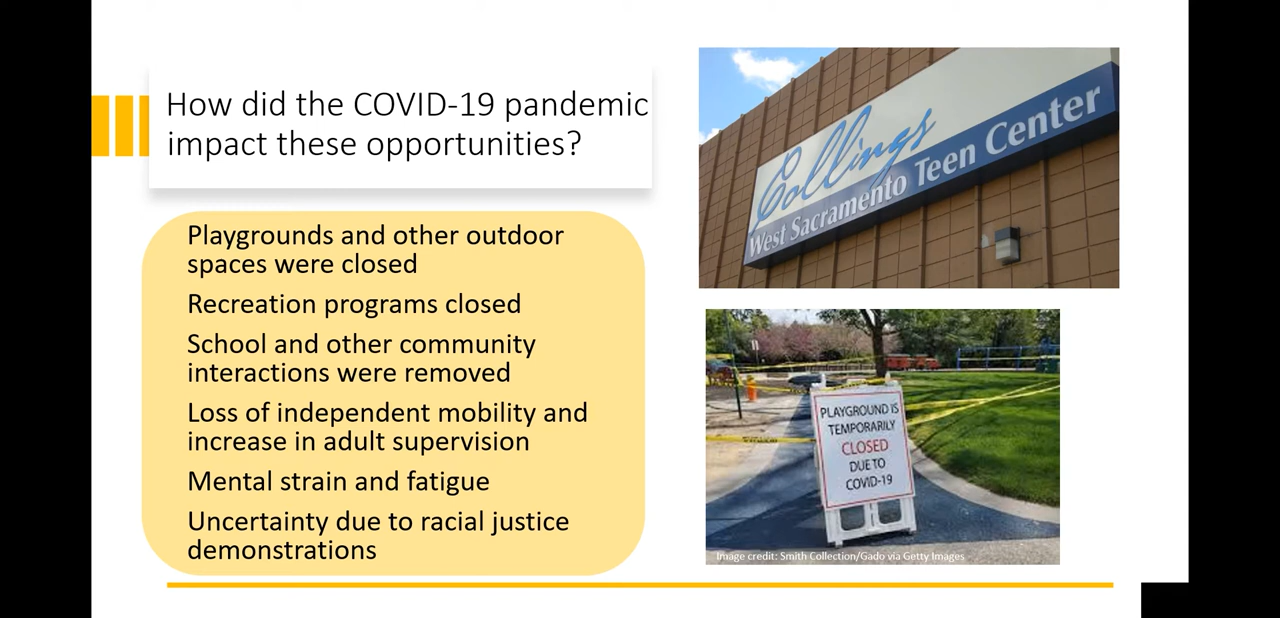 How did the COVID-19 pandemic
impact these opportunities?
Playgrounds and other outdoor
spaces were closed
Recreation programs closed
School and other community
interactions were removed
Loss of independent mobility and
increase in adult supervision
Mental strain and fatigue
Uncertainty due to racial justice
demonstrations
Collings
West Sacramento Teen Center
PLAYGROUND IS
TEMPORARILY
CLOSED
DUE TO
COVID-19
Image credit: Smith Collection/Gado via Getty Images